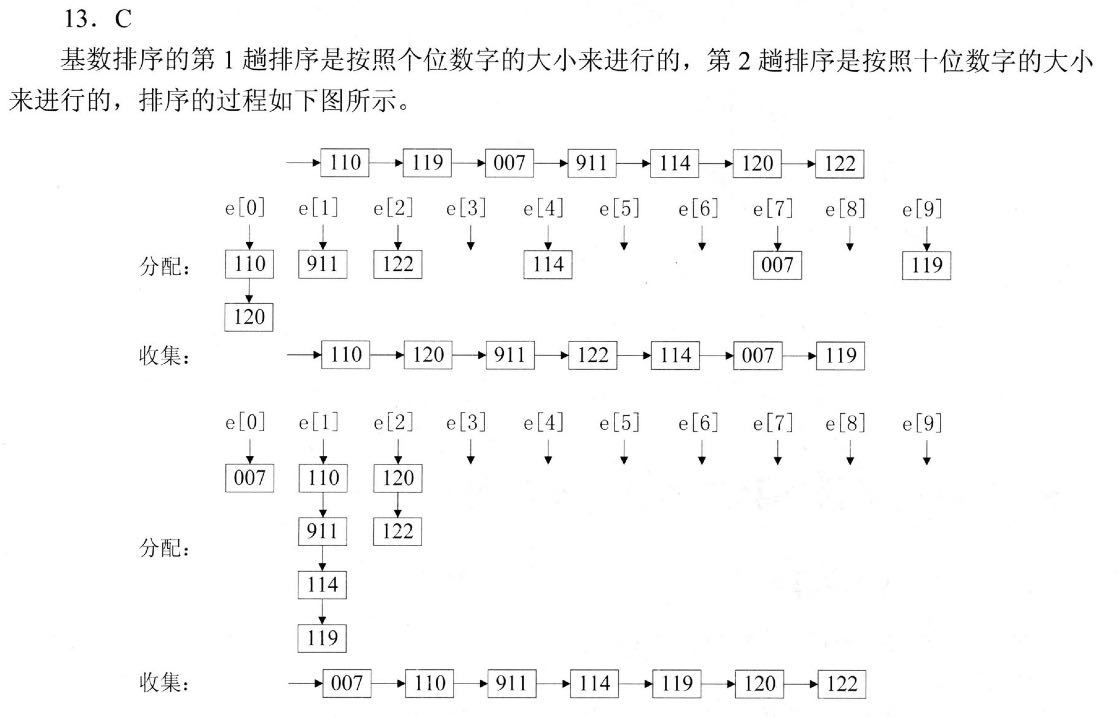 13．C
基数排序的第 1 趟排序是按照个位数字的大小来进行的，第 2 趟排序是按照十位数字的大小
来进行的，排序的过程如下图所示。
110 119 007 911 114 120 122
e[0] e[1] e[2] e[3] e[4] e[5] e[6] e[7] e[8] e[9]
分配： 110 911 122 114 007 119
120
收集： 110 120 911 122 114 007 119
e[0] e[1] e[2] e[3] e[4] e[5] e[6] e[7] e[8] e[9]
007 110 120
911 122
分配：
114
119
收集： 007 110 911 114 119 120 122